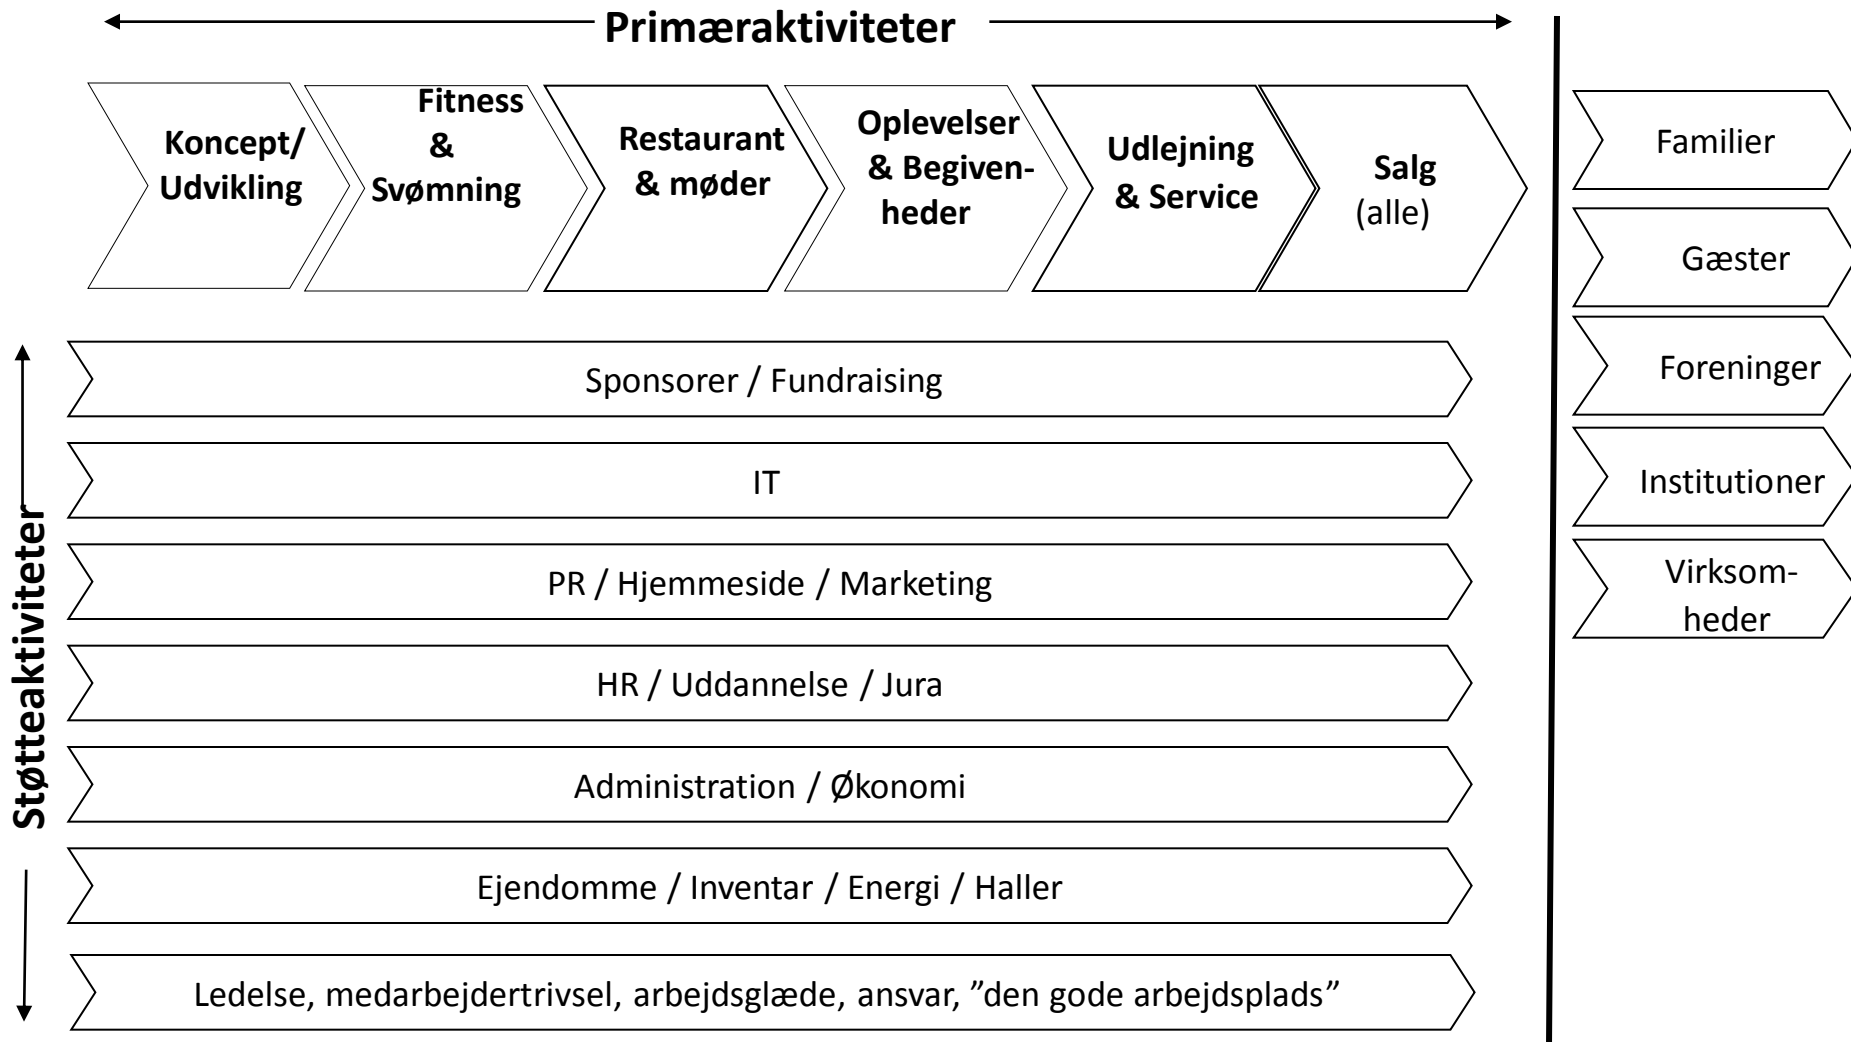 Primæraktiviteter
Koncept/
Udvikling
Fitness
&
Svømning
Restaurant
& møder
Oplevelser
& Begiven-
heder
Udlejning
& Service
Salg
(alle)
Familier
Gæster
Foreninger
Institutioner
Virksom-
heder
Støtteaktiviteter
Sponsorer / Fundraising
IT
PR / Hjemmeside / Marketing
HR / Uddannelse / Jura
Administration / Økonomi
Ejendomme / Inventar / Energi / Haller
Ledelse, medarbejdertrivsel, arbejdsglæde, ansvar, ”den gode arbejdsplads”